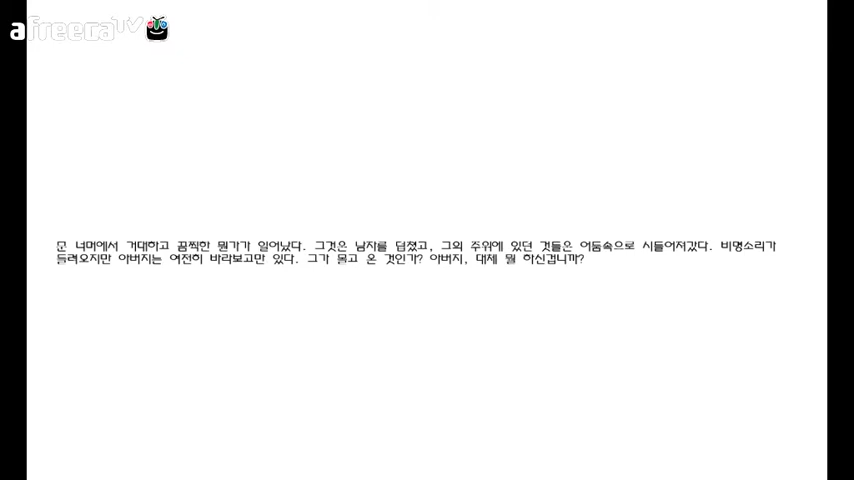 afreecaTV
문 너머에서 거대하고 끔찍한 뭔가가 일어났다. 그것은 남자를 덮쳤고, 그의 주위에 있던 것들은 어둠속으로 시들어져갔다. 비명소리가
들려오지만 아버지는 여전히 바라보고만 있다. 그가 몰고 온 것인가? 아버지, 대체 뭘 하신겁니까?